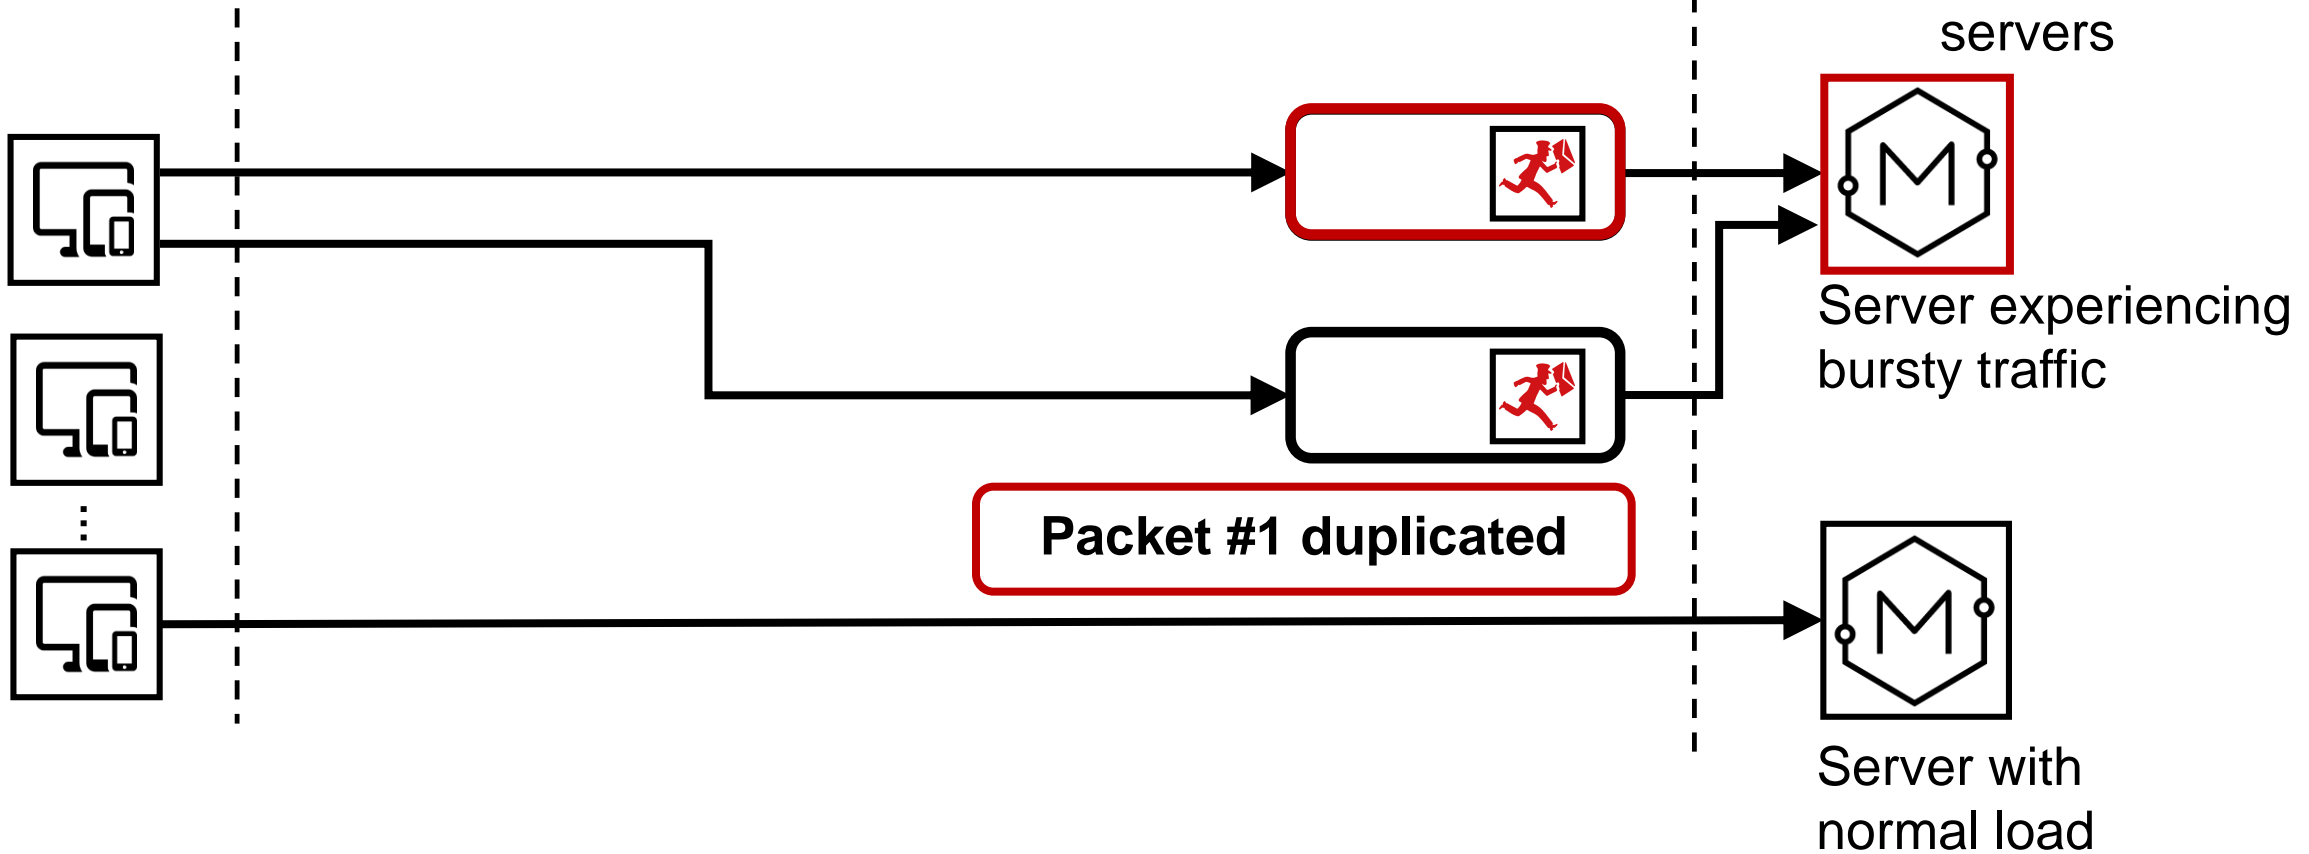 servers
Server experiencing
bursty traffic
Packet #1 duplicated
Server with
normal load